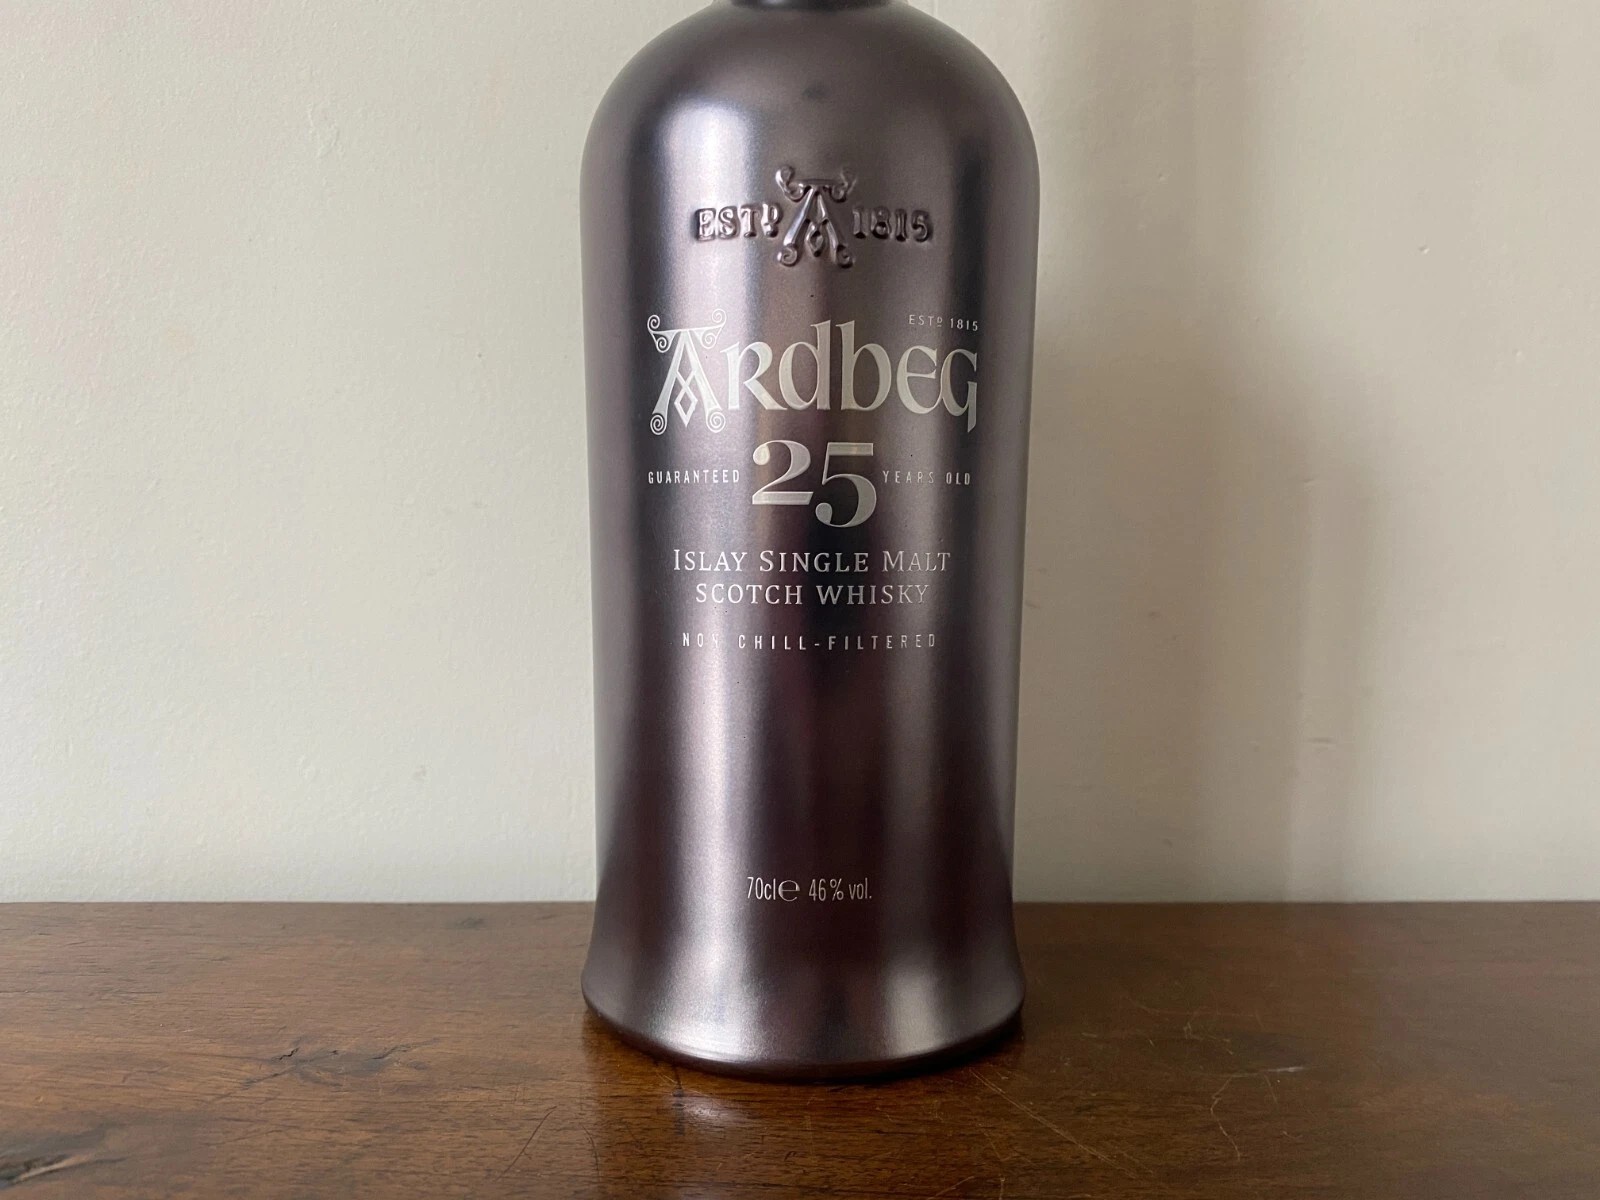 ESTD A 1815
ESTD 1815
ARdbEG
GUARANTEED 25 YEARS OLD
ISLAY SINGLE MALT
SCOTCH WHISKY
NON CHILL-FILTERED
70cl℮ 46% vol.